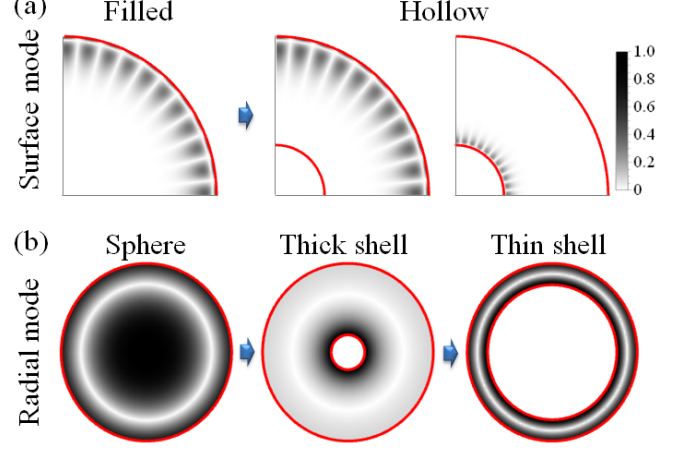 (a)
Filled
Hollow
Surface mode
1.0
0.8
0.6
0.4
0.2
0
(b)
Sphere
Thick shell
Thin shell
Radial mode